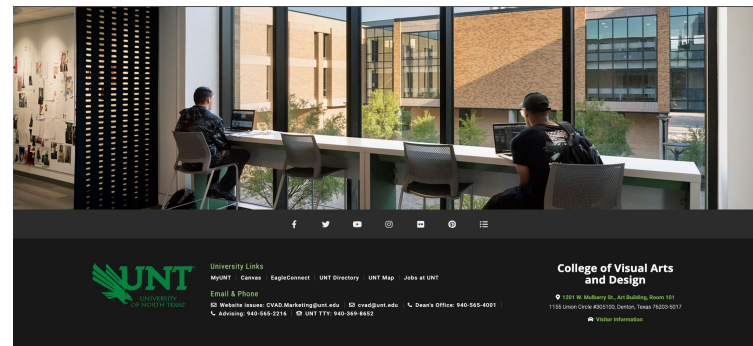 UNT
UNIVERSITY
OF NORTH TEXAS
University Links
MyUNT | Canvas | EagleConnect | UNT Directory | UNT Map | Jobs at UNT
Email & Phone
Website issues: CVAD.Marketing@unt.edu | cvad@unt.edu | Dean's Office: 940-565-4001 |
Advising: 940-565-2216 | UNT TTY: 940-369-8652
College of Visual Arts
and Design
1201 W. Mulberry St., Art Building, Room 101
1155 Union Circle #305100, Denton, Texas 76203-5017
Visitor Information